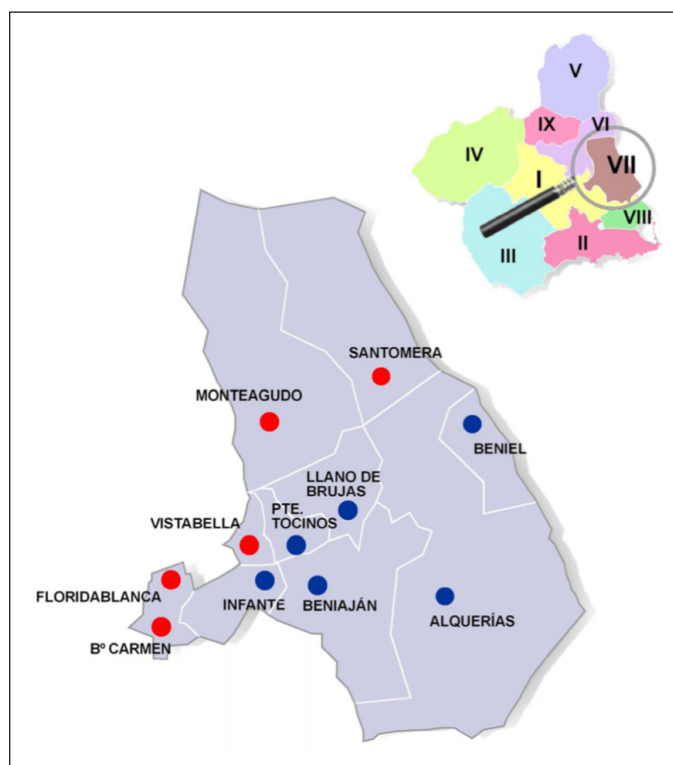 V
IX
VI
IV
VII
I
VIII
II
III
SANTOMERA
MONTEAGUDO
BENIEL
LLANO DE
BRUJAS
PTE.
TOCINOS
VISTABELLA
FLORIDABLANCA
INFANTE
BENIAJÁN
ALQUERÍAS
Bº CARMEN